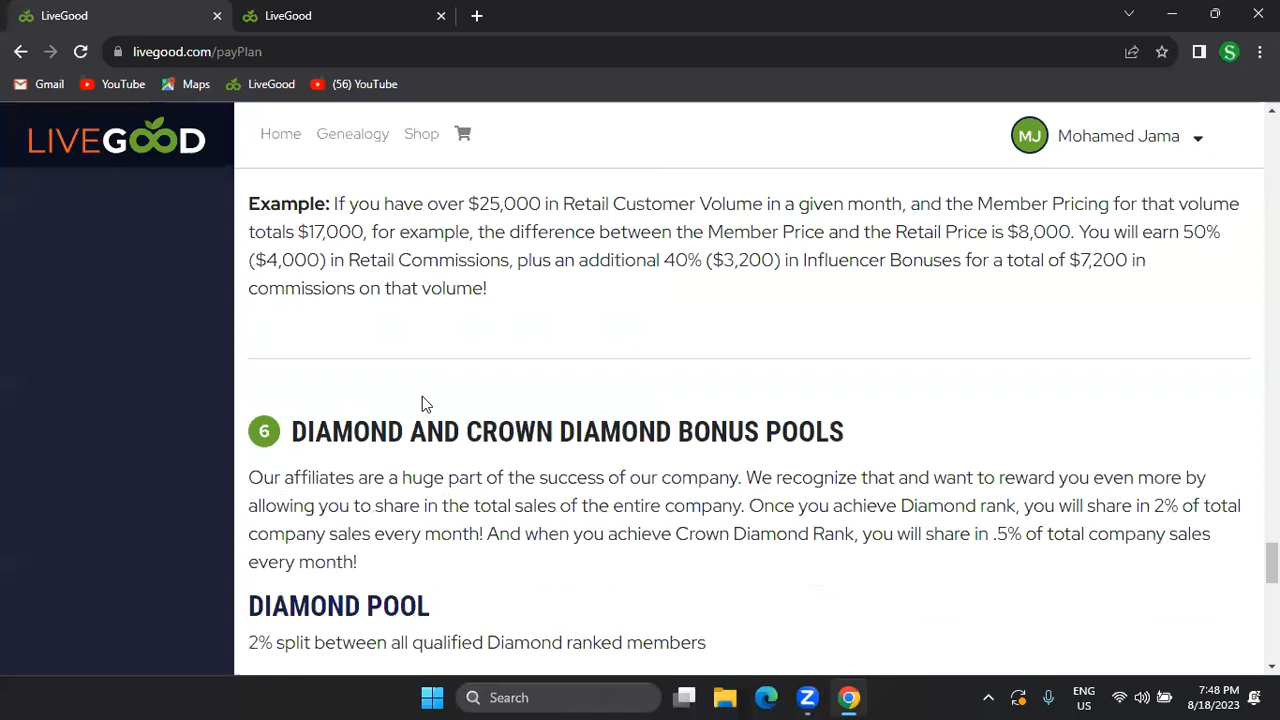 LiveGood
LiveGood
livegood.com/payPlan
Gmail YouTube Maps LiveGood (56) YouTube
LIVEGOOD
Home Genealogy Shop
MJ Mohamed Jama
Example: If you have over $25,000 in Retail Customer Volume in a given month, and the Member Pricing for that volume
totals $17,000, for example, the difference between the Member Price and the Retail Price is $8,000. You will earn 50%
($4,000) in Retail Commissions, plus an additional 40% ($3,200) in Influencer Bonuses for a total of $7,200 in
commissions on that volume!
6 DIAMOND AND CROWN DIAMOND BONUS POOLS
Our affiliates are a huge part of the success of our company. We recognize that and want to reward you even more by
allowing you to share in the total sales of the entire company. Once you achieve Diamond rank, you will share in 2% of total
company sales every month! And when you achieve Crown Diamond Rank, you will share in .5% of total company sales
every month!
DIAMOND POOL
2% split between all qualified Diamond ranked members
Search
ENG
US
7:48 PM
8/18/2023
S